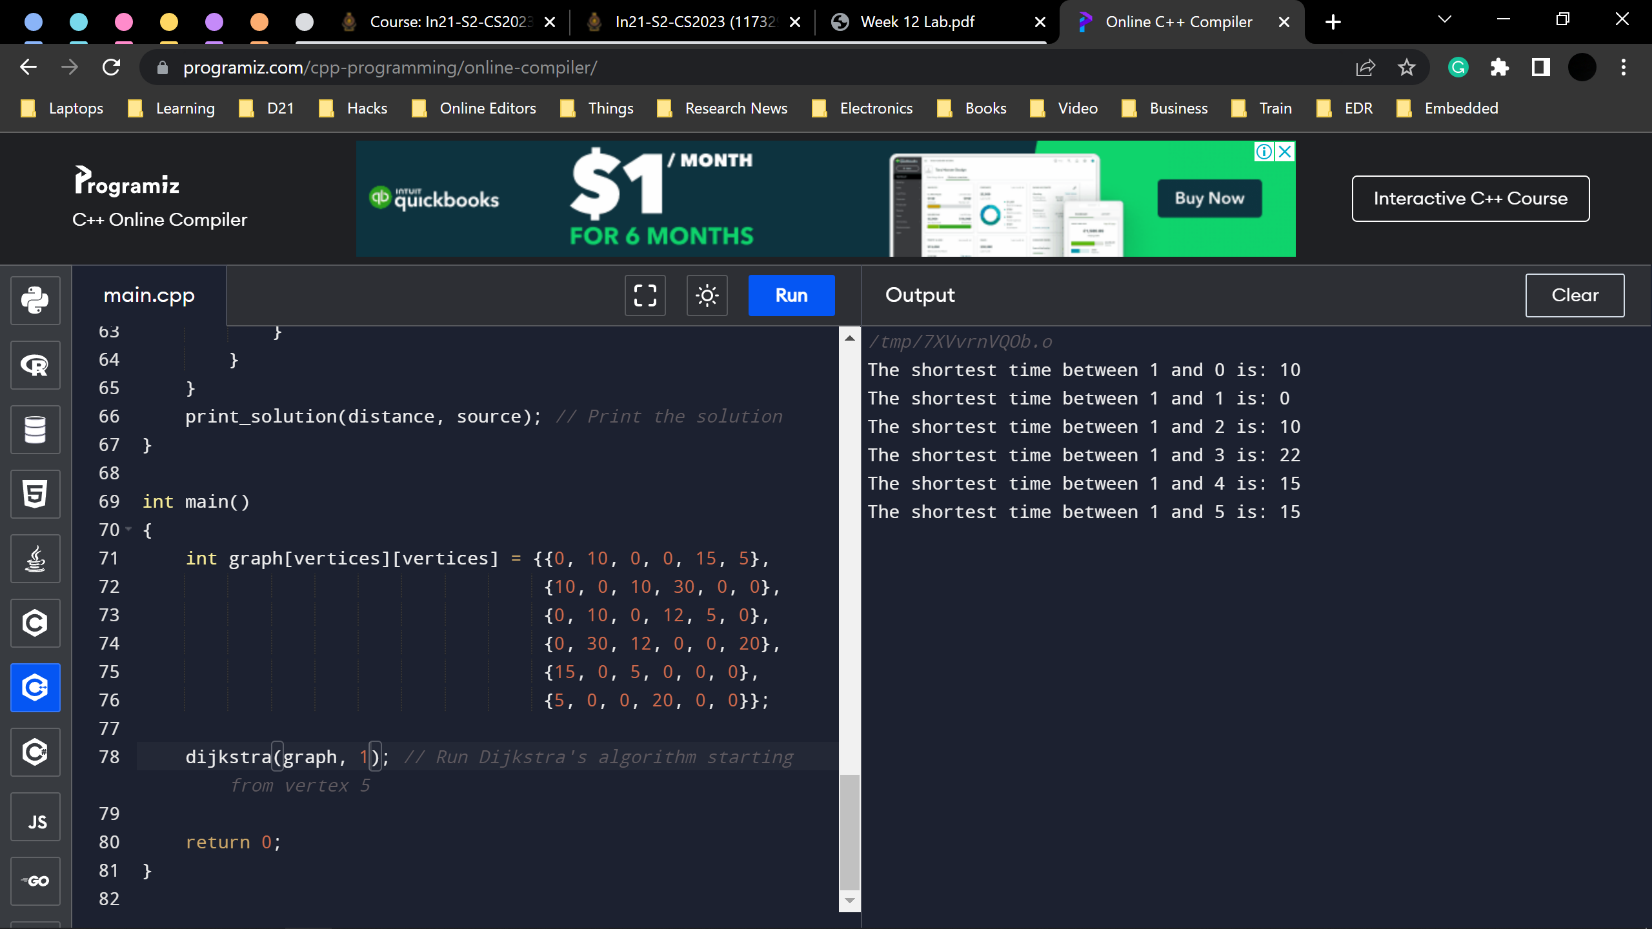 Course: In21-S2-CS2023
In21-S2-CS2023 (11732
Week 12 Lab.pdf
Online C++ Compiler
programiz.com/cpp-programming/online-compiler/
Laptops
Learning
D21
Hacks
Online Editors
Things
Research News
Electronics
Books
Video
Business
Train
EDR
Embedded
Programiz
C++ Online Compiler
qb INTUIT
quickbooks
$1 / MONTH
FOR 6 MONTHS
Buy Now
Interactive C++ Course
main.cpp
Run
Output
Clear
63 }
64 }
65 }
66 print_solution(distance, source); // Print the solution
67 }
68
69 int main()
70 {
71 int graph[vertices][vertices] = {{0, 10, 0, 0, 15, 5},
72 {10, 0, 10, 30, 0, 0},
73 {0, 10, 0, 12, 5, 0},
74 {0, 30, 12, 0, 0, 20},
75 {15, 0, 5, 0, 0, 0},
76 {5, 0, 0, 20, 0, 0}};
77
78 dijkstra(graph, 1); // Run Dijkstra's algorithm starting
from vertex 5
79
80 return 0;
81 }
82
/tmp/7XVvrnVQOb.o
The shortest time between 1 and 0 is: 10
The shortest time between 1 and 1 is: 0
The shortest time between 1 and 2 is: 10
The shortest time between 1 and 3 is: 22
The shortest time between 1 and 4 is: 15
The shortest time between 1 and 5 is: 15
R
5
C
C
C#
JS
GO